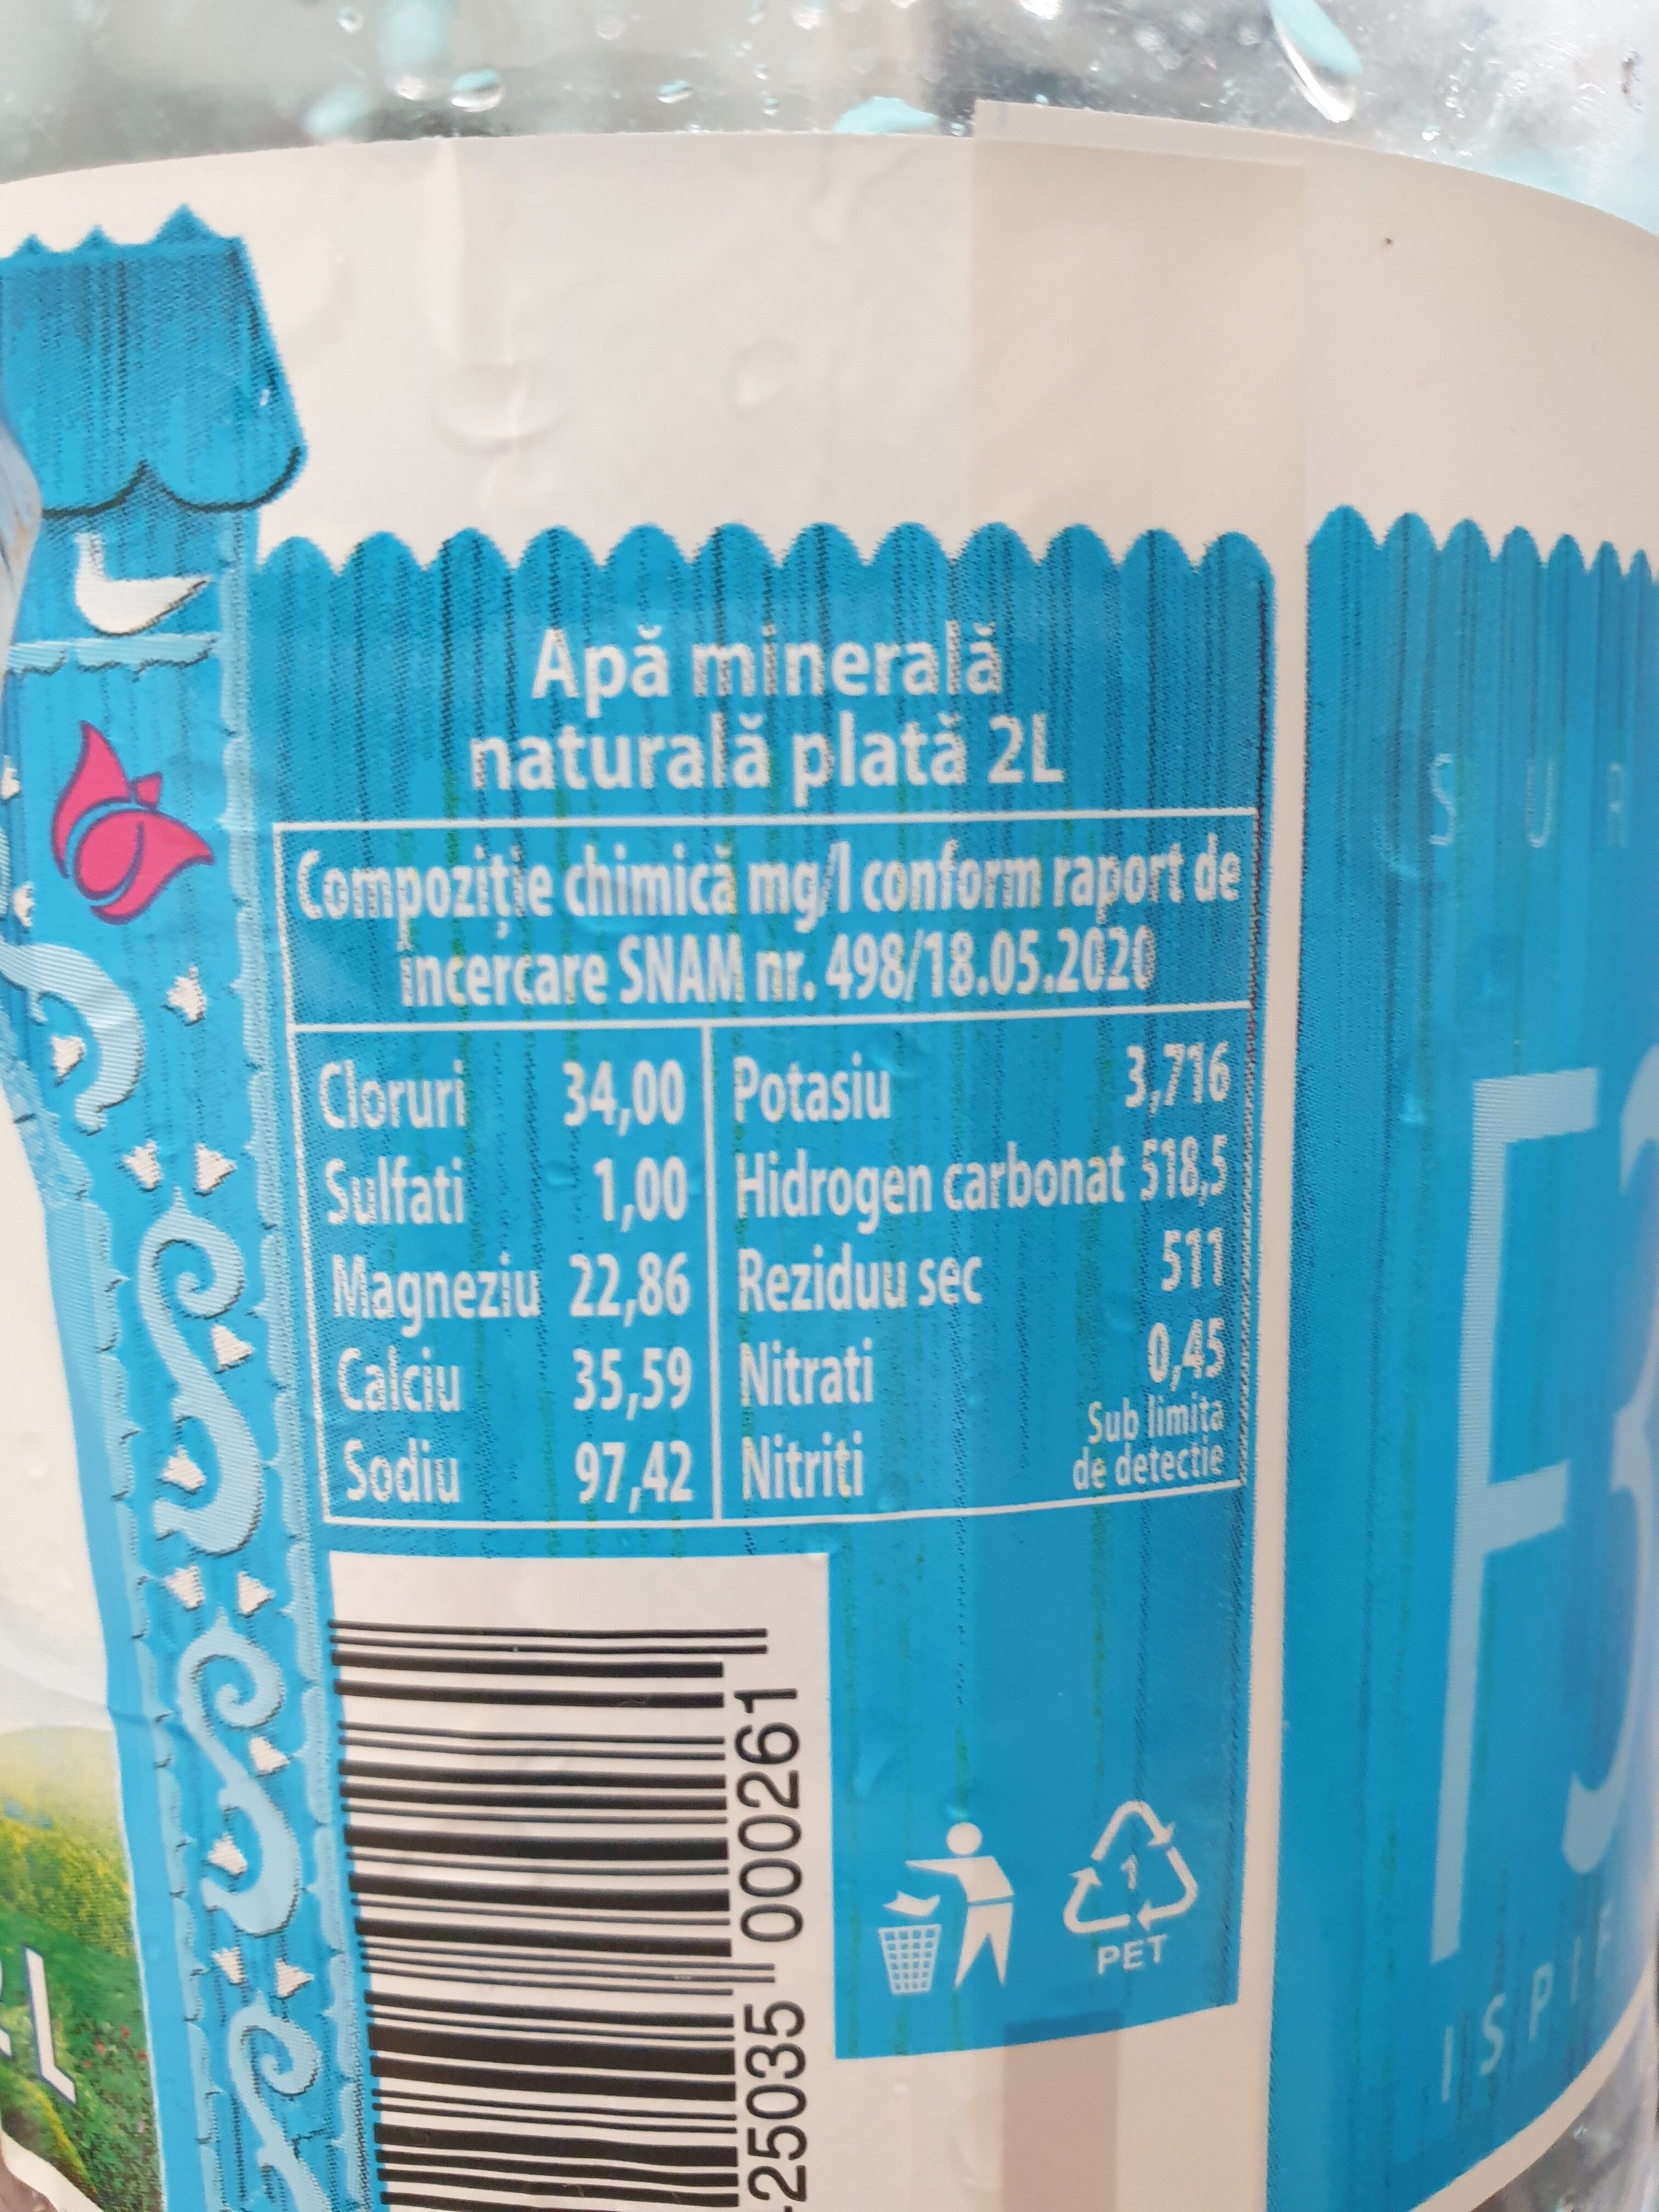 Apă minerală
naturală plată 2L
Compoziție chimică mg/l conform raport de
încercare SNAM nr. 498/18.05.2020
Cloruri 34,00
Sulfati 1,00
Magneziu 22,86
Calciu 35,59
Sodiu 97,42
Potasiu 3,716
Hidrogen carbonat 518,5
Reziduu sec 511
Nitrati 0,45
Nitriti Sub limita
de detectie
25035 000261
1
PET
S U R